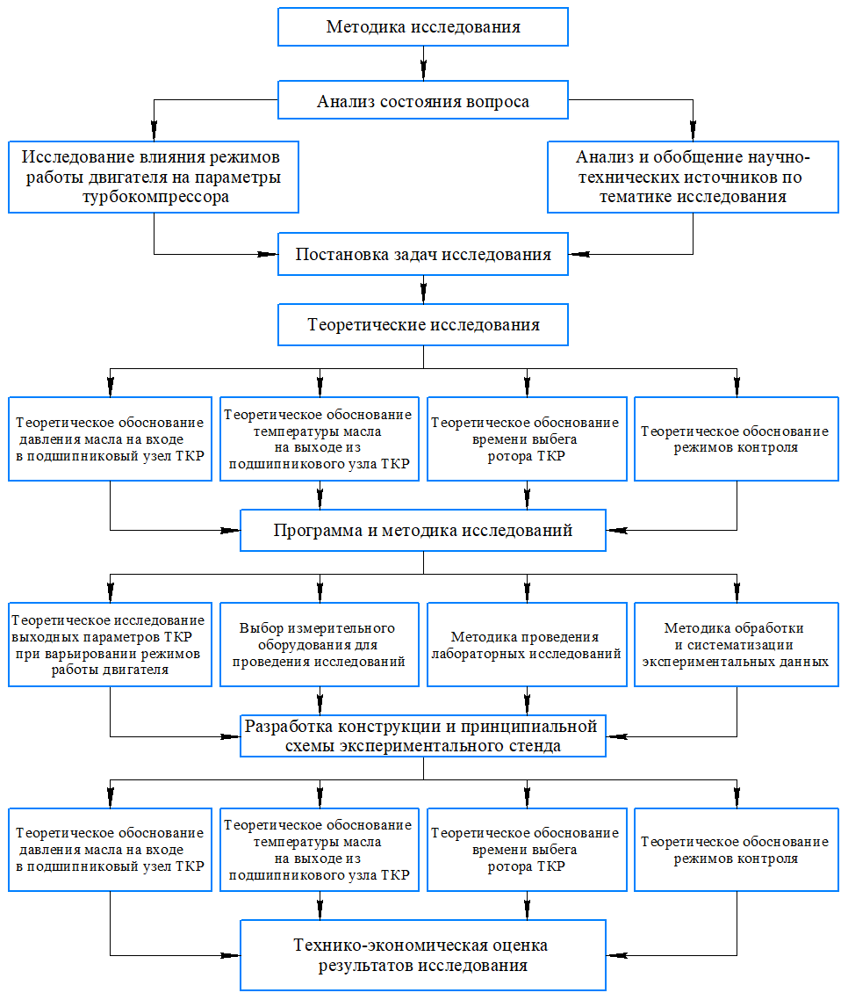 Методика исследования
Анализ состояния вопроса
Исследование влияния режимов
работы двигателя на параметры
турбокомпрессора
Анализ и обобщение научно-
технических источников по
тематике исследования
Постановка задач исследования
Теоретические исследования
Теоретическое обоснование
давления масла на входе
в подшипниковый узел ТКР
Теоретическое обоснование
температуры масла
на выходе из
подшипникового узла ТКР
Теоретическое обоснование
времени выбега
ротора ТКР
Теоретическое обоснование
режимов контроля
Программа и методика исследований
Теоретическое исследование
выходных параметров ТКР
при варьировании режимов
работы двигателя
Выбор измерительного
оборудования для
проведения исследований
Методика проведения
лабораторных исследований
Методика обработки
и систематизации
экспериментальных данных
Разработка конструкции и принципиальной
схемы экспериментального стенда
Теоретическое обоснование
давления масла на входе
в подшипниковый узел ТКР
Теоретическое обоснование
температуры масла
на выходе из
подшипникового узла ТКР
Теоретическое обоснование
времени выбега
ротора ТКР
Теоретическое обоснование
режимов контроля
Технико-экономическая оценка
результатов исследования